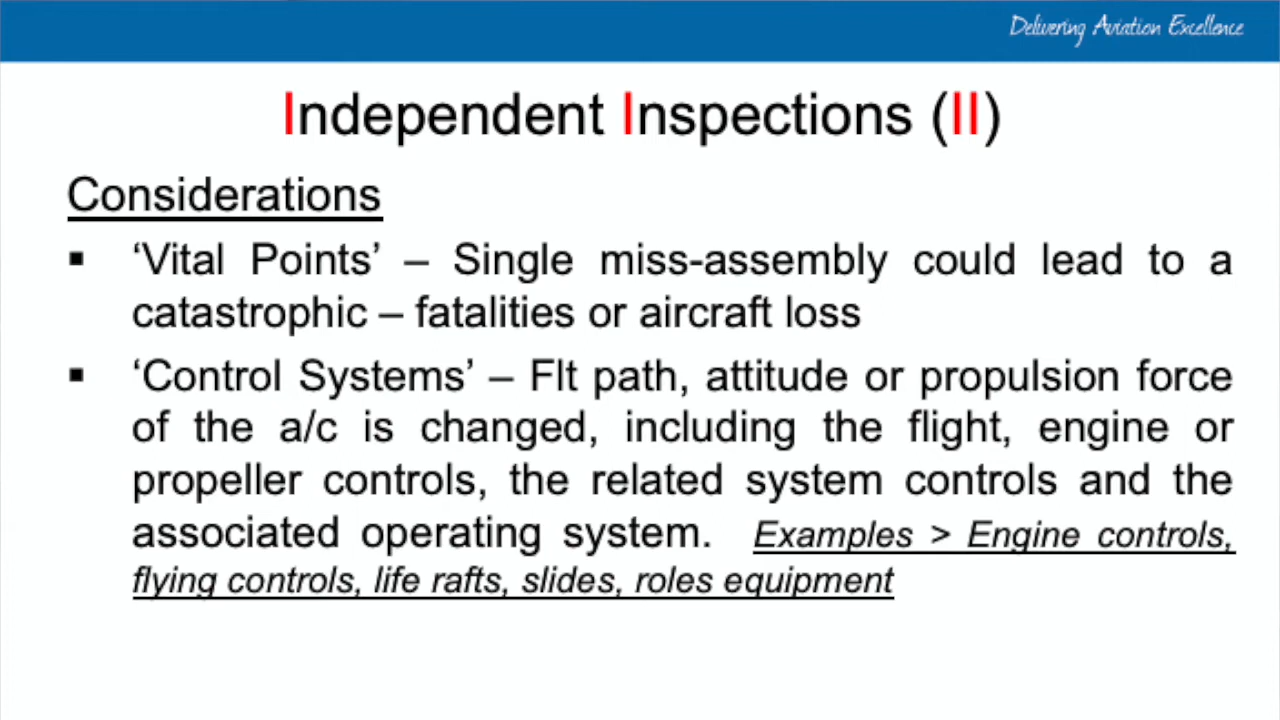 Delivering Aviation Excellence
Independent Inspections (II)
Considerations
▪ ‘Vital Points’ – Single miss-assembly could lead to a
catastrophic – fatalities or aircraft loss
▪ ‘Control Systems’ – Flt path, attitude or propulsion force
of the a/c is changed, including the flight, engine or
propeller controls, the related system controls and the
associated operating system. Examples > Engine controls,
flying controls, life rafts, slides, roles equipment